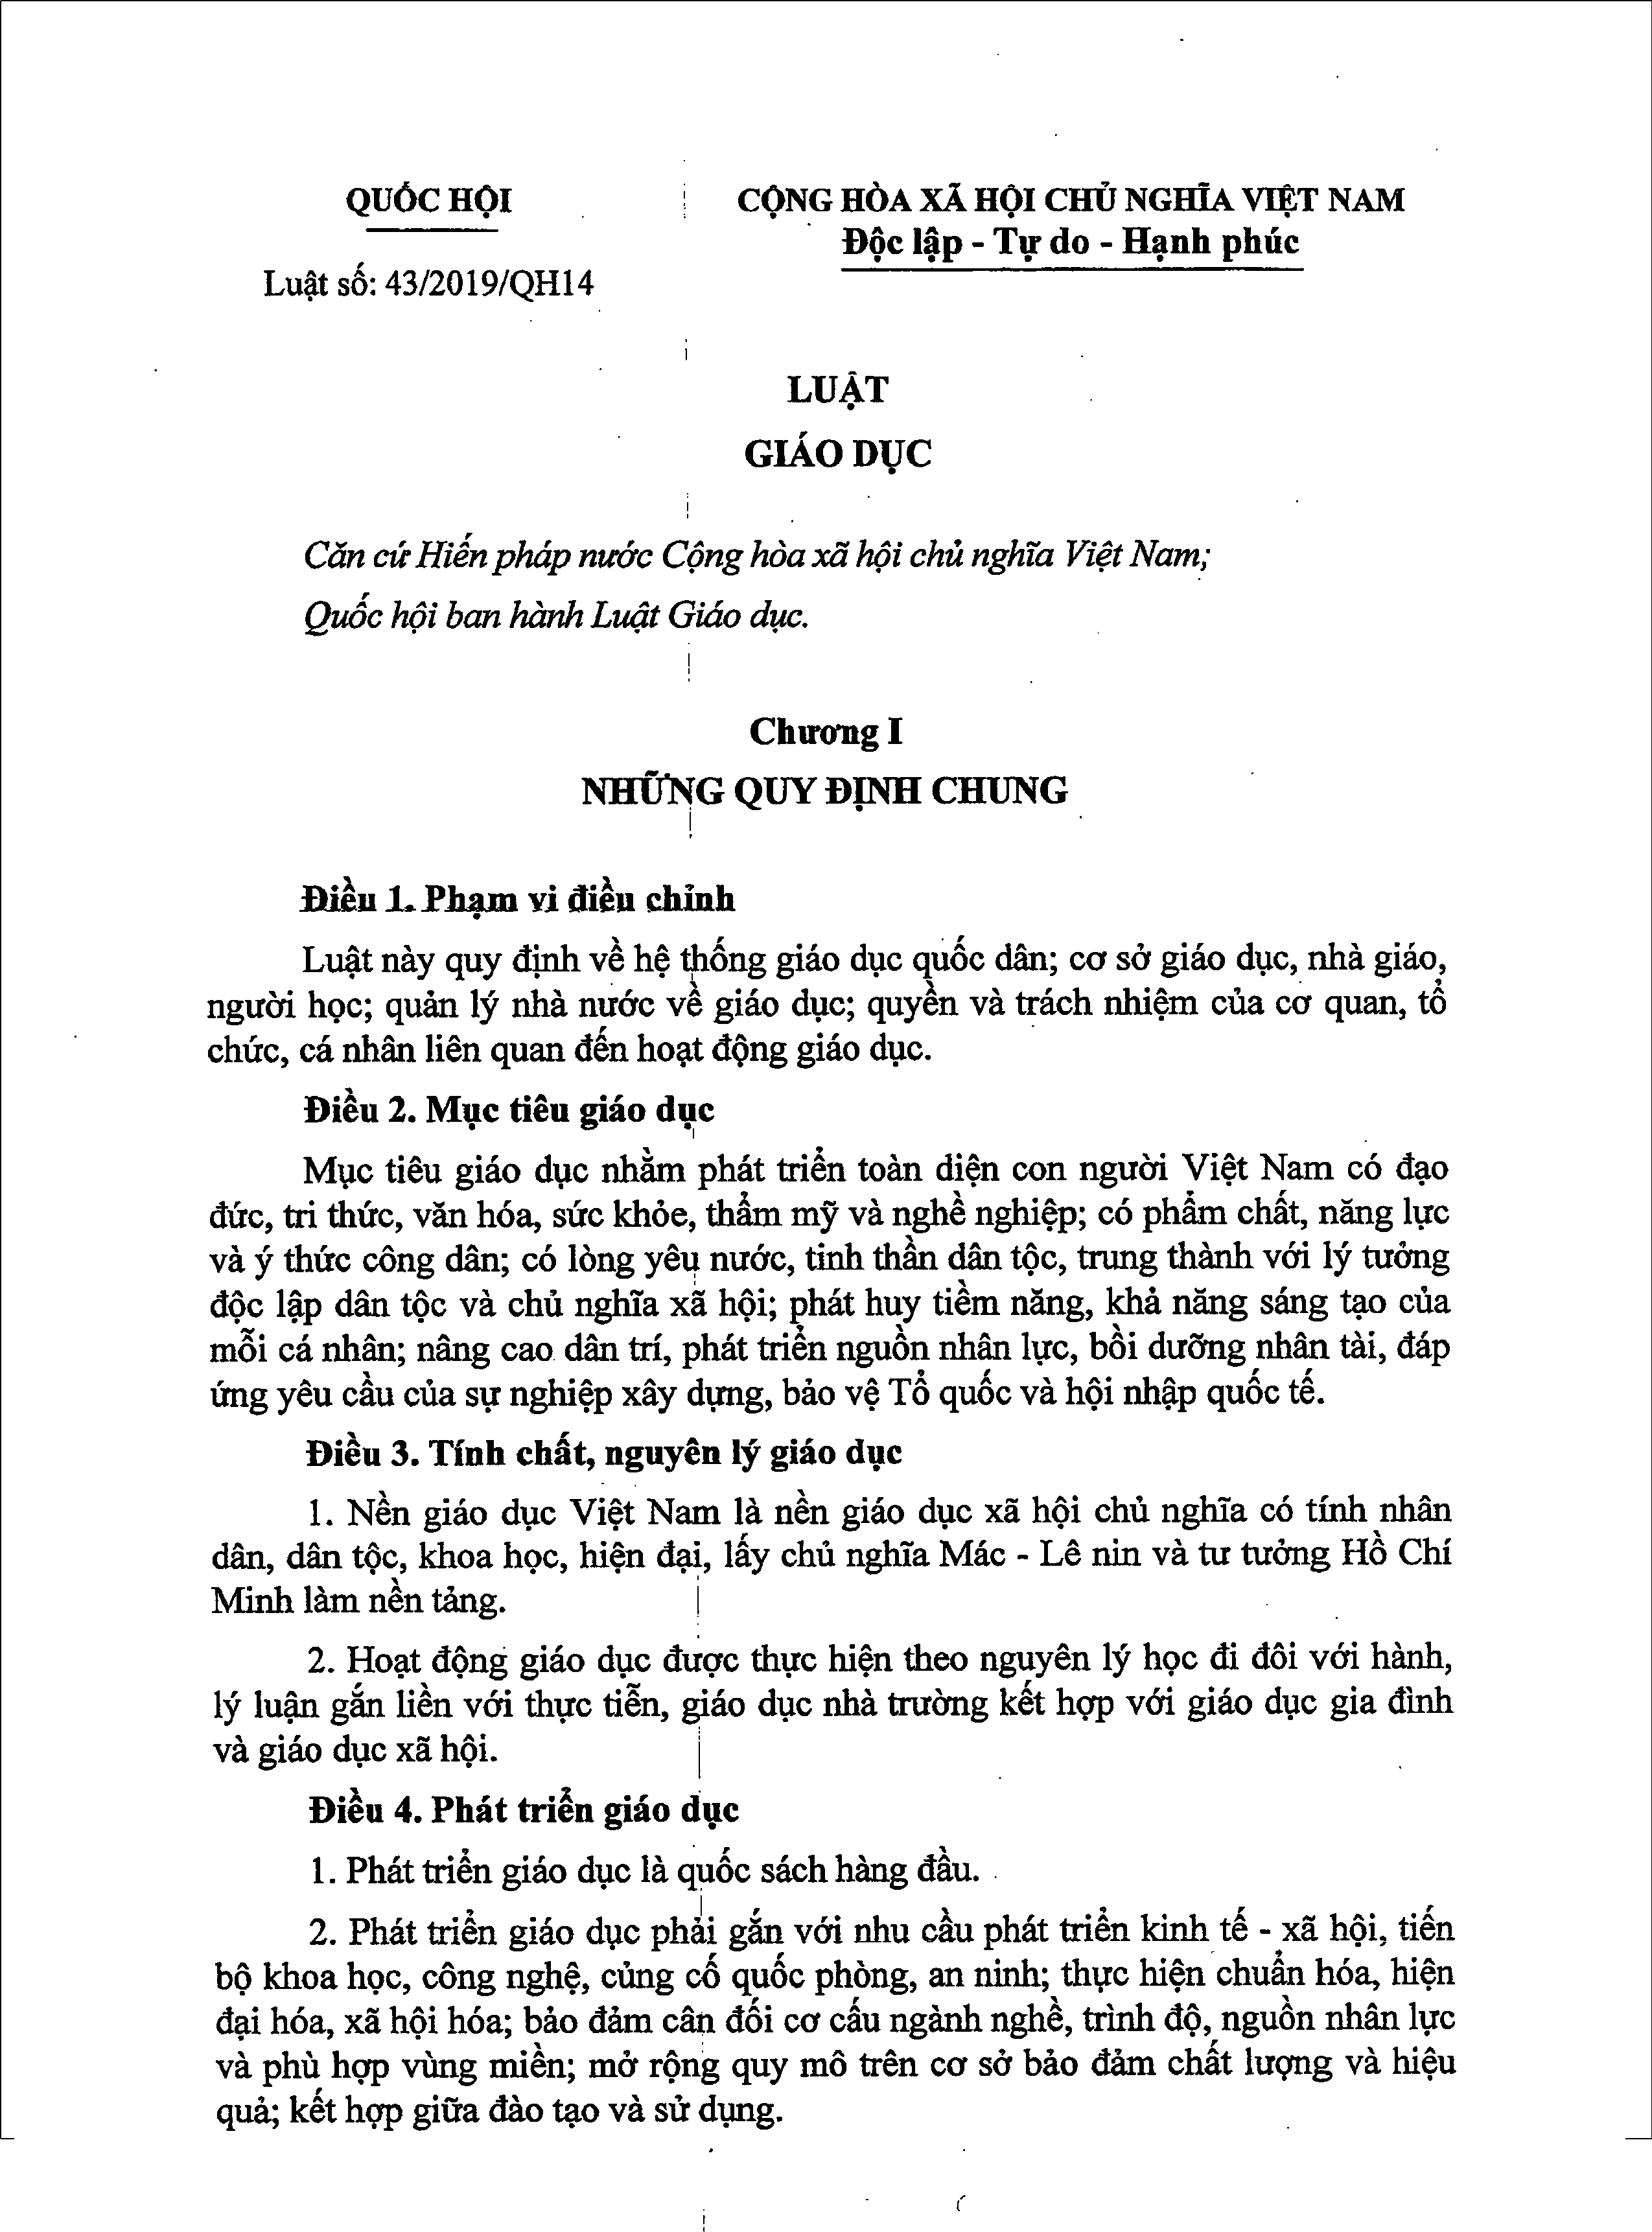 QUỐC HỘI
CỘNG HÒA XÃ HỘI CHỦ NGHĨA VIỆT NAM
Độc lập - Tự do - Hạnh phúc
Luật số: 43/2019/QH14
LUẬT
GIÁO DỤC
Căn cứ Hiến pháp nước Cộng hòa xã hội chủ nghĩa Việt Nam;
Quốc hội ban hành Luật Giáo dục.
Chương I
NHỮNG QUY ĐỊNH CHUNG
Điều 1. Phạm vi điều chỉnh
Luật này quy định về hệ thống giáo dục quốc dân; cơ sở giáo dục, nhà giáo,
người học; quản lý nhà nước về giáo dục; quyền và trách nhiệm của cơ quan, tổ
chức, cá nhân liên quan đến hoạt động giáo dục.
Điều 2. Mục tiêu giáo dục
Mục tiêu giáo dục nhằm phát triển toàn diện con người Việt Nam có đạo
đức, tri thức, văn hóa, sức khỏe, thẩm mỹ và nghề nghiệp; có phẩm chất, năng lực
và ý thức công dân; có lòng yêu nước, tinh thần dân tộc, trung thành với lý tưởng
độc lập dân tộc và chủ nghĩa xã hội; phát huy tiềm năng, khả năng sáng tạo của
mỗi cá nhân; nâng cao dân trí, phát triển nguồn nhân lực, bồi dưỡng nhân tài, đáp
ứng yêu cầu của sự nghiệp xây dựng, bảo vệ Tổ quốc và hội nhập quốc tế.
Điều 3. Tính chất, nguyên lý giáo dục
1. Nền giáo dục Việt Nam là nền giáo dục xã hội chủ nghĩa có tính nhân
dân, dân tộc, khoa học, hiện đại, lấy chủ nghĩa Mác - Lê nin và tư tưởng Hồ Chí
Minh làm nền tảng.
2. Hoạt động giáo dục được thực hiện theo nguyên lý học đi đôi với hành,
lý luận gắn liền với thực tiễn, giáo dục nhà trường kết hợp với giáo dục gia đình
và giáo dục xã hội.
Điều 4. Phát triển giáo dục
1. Phát triển giáo dục là quốc sách hàng đầu.
2. Phát triển giáo dục phải gắn với nhu cầu phát triển kinh tế - xã hội, tiến
bộ khoa học, công nghệ, củng cố quốc phòng, an ninh; thực hiện chuẩn hóa, hiện
đại hóa, xã hội hóa; bảo đảm cân đối cơ cấu ngành nghề, trình độ, nguồn nhân lực
và phù hợp vùng miền; mở rộng quy mô trên cơ sở bảo đảm chất lượng và hiệu
quả; kết hợp giữa đào tạo và sử dụng.